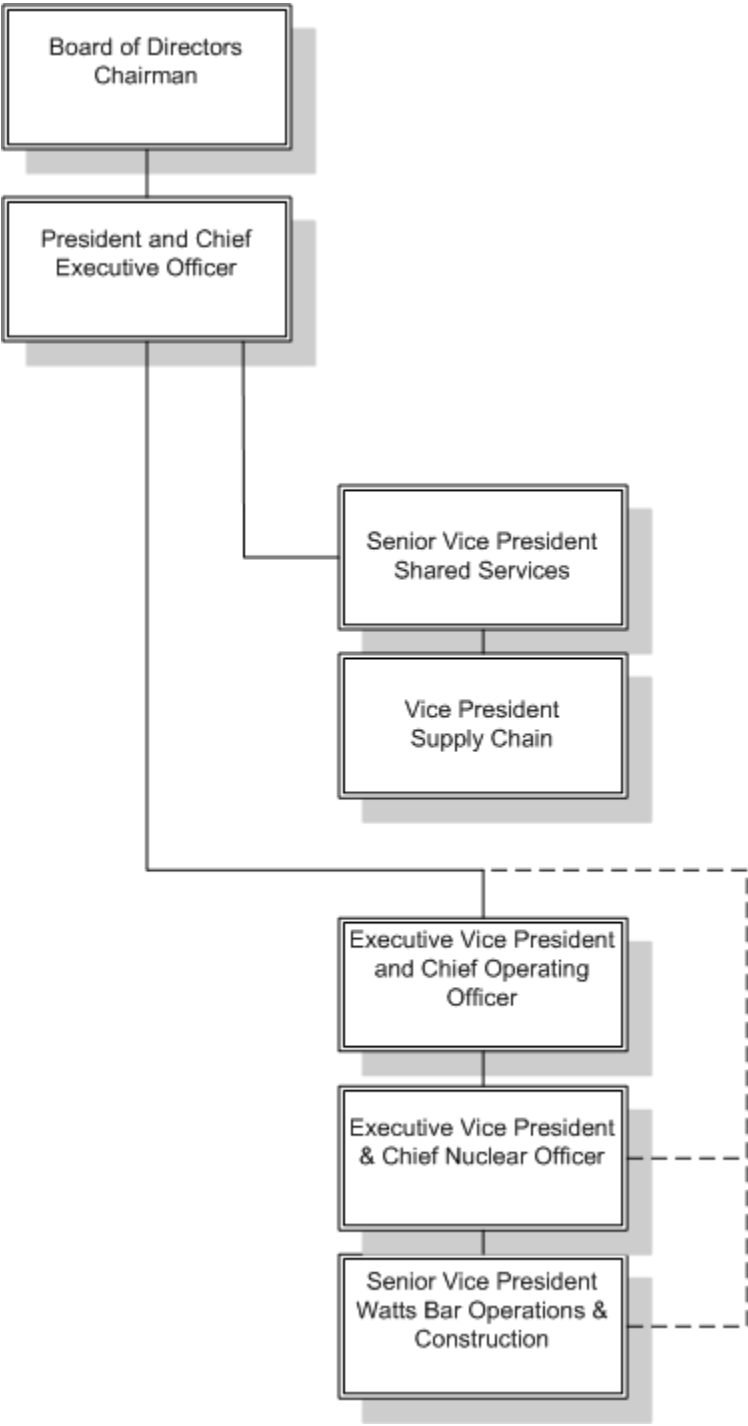 Board of Directors
Chairman
President and Chief
Executive Officer
Senior Vice President
Shared Services
Vice President
Supply Chain
Executive Vice President
and Chief Operating
Officer
Executive Vice President
& Chief Nuclear Officer
Senior Vice President
Watts Bar Operations &
Construction